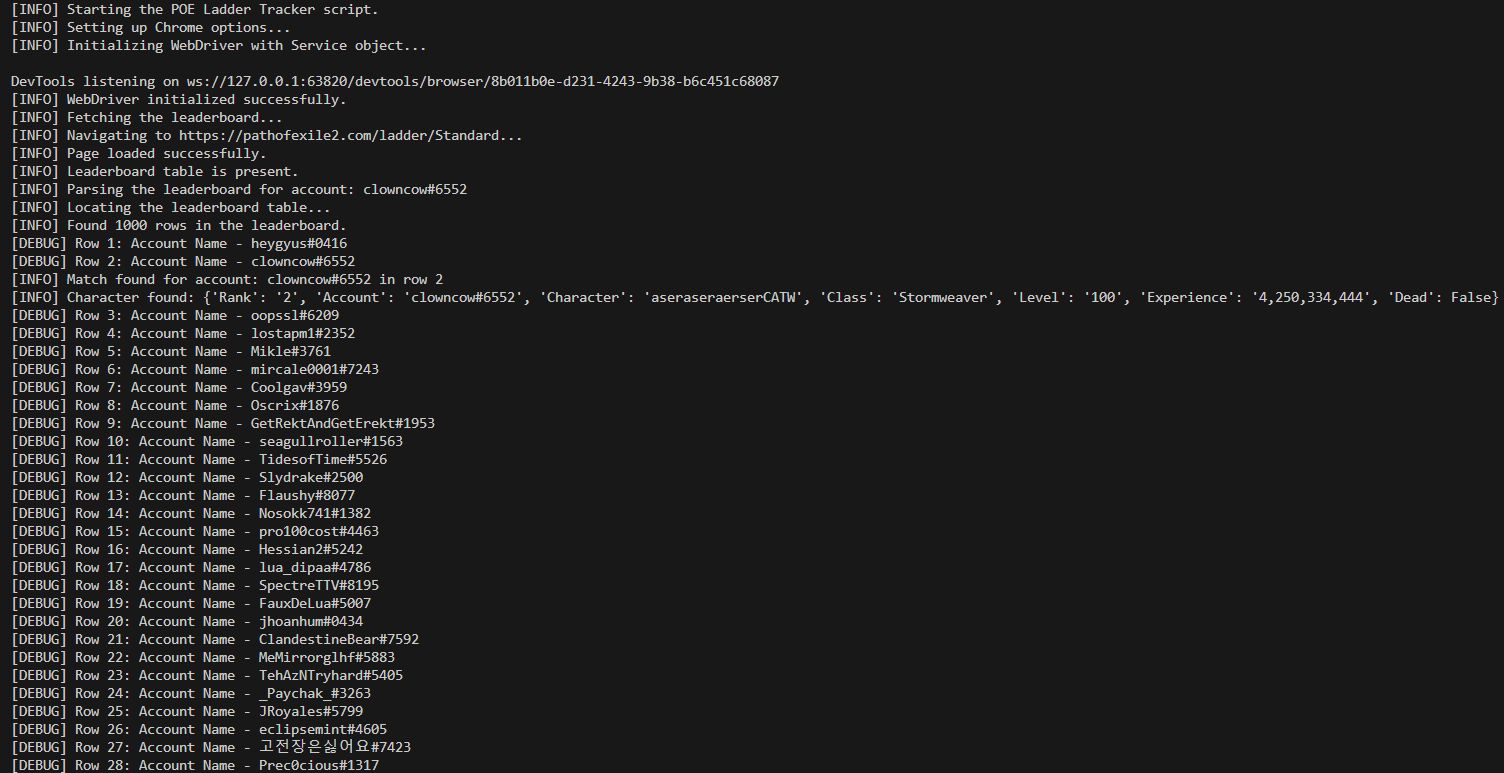 [INFO] Starting the POE Ladder Tracker script.
[INFO] Setting up Chrome options...
[INFO] Initializing WebDriver with Service object...
DevTools listening on ws://127.0.0.1:63820/devtools/browser/8b011b0e-d231-4243-9b38-b6c451c68087
[INFO] WebDriver initialized successfully.
[INFO] Fetching the leaderboard...
[INFO] Navigating to https://pathofexile2.com/ladder/Standard...
[INFO] Page loaded successfully.
[INFO] Leaderboard table is present.
[INFO] Parsing the leaderboard for account: clowncow#6552
[INFO] Locating the leaderboard table...
[INFO] Found 1000 rows in the leaderboard.
[DEBUG] Row 1: Account Name - heygyus#0416
[DEBUG] Row 2: Account Name - clowncow#6552
[INFO] Match found for account: clowncow#6552 in row 2
[INFO] Character found: {'Rank': '2', 'Account': 'clowncow#6552', 'Character': 'aseraseraerserCATW', 'Class': 'Stormweaver', 'Level': '100', 'Experience': '4,250,334,444', 'Dead': False}
[DEBUG] Row 3: Account Name - oopssl#6209
[DEBUG] Row 4: Account Name - lostapm1#2352
[DEBUG] Row 5: Account Name - Mikle#3761
[DEBUG] Row 6: Account Name - mircale0001#7243
[DEBUG] Row 7: Account Name - Coolgav#3959
[DEBUG] Row 8: Account Name - Oscrix#1876
[DEBUG] Row 9: Account Name - GetRektAndGetErekt#1953
[DEBUG] Row 10: Account Name - seagullroller#1563
[DEBUG] Row 11: Account Name - TidesofTime#5526
[DEBUG] Row 12: Account Name - Slydrake#2500
[DEBUG] Row 13: Account Name - Flaushy#8077
[DEBUG] Row 14: Account Name - Nosokk741#1382
[DEBUG] Row 15: Account Name - pro100cost#4463
[DEBUG] Row 16: Account Name - Hessian2#5242
[DEBUG] Row 17: Account Name - lua_dipaa#4786
[DEBUG] Row 18: Account Name - SpectreTTV#8195
[DEBUG] Row 19: Account Name - FauxDeLua#5007
[DEBUG] Row 20: Account Name - jhoanhum#0434
[DEBUG] Row 21: Account Name - ClandestineBear#7592
[DEBUG] Row 22: Account Name - MeMirrorglhf#5883
[DEBUG] Row 23: Account Name - TehAzNTryhard#5405
[DEBUG] Row 24: Account Name - _Paychak_#3263
[DEBUG] Row 25: Account Name - JRoyales#5799
[DEBUG] Row 26: Account Name - eclipsemint#4605
[DEBUG] Row 27: Account Name - 고전장은싫어요#7423
[DEBUG] Row 28: Account Name - Prec0cious#1317